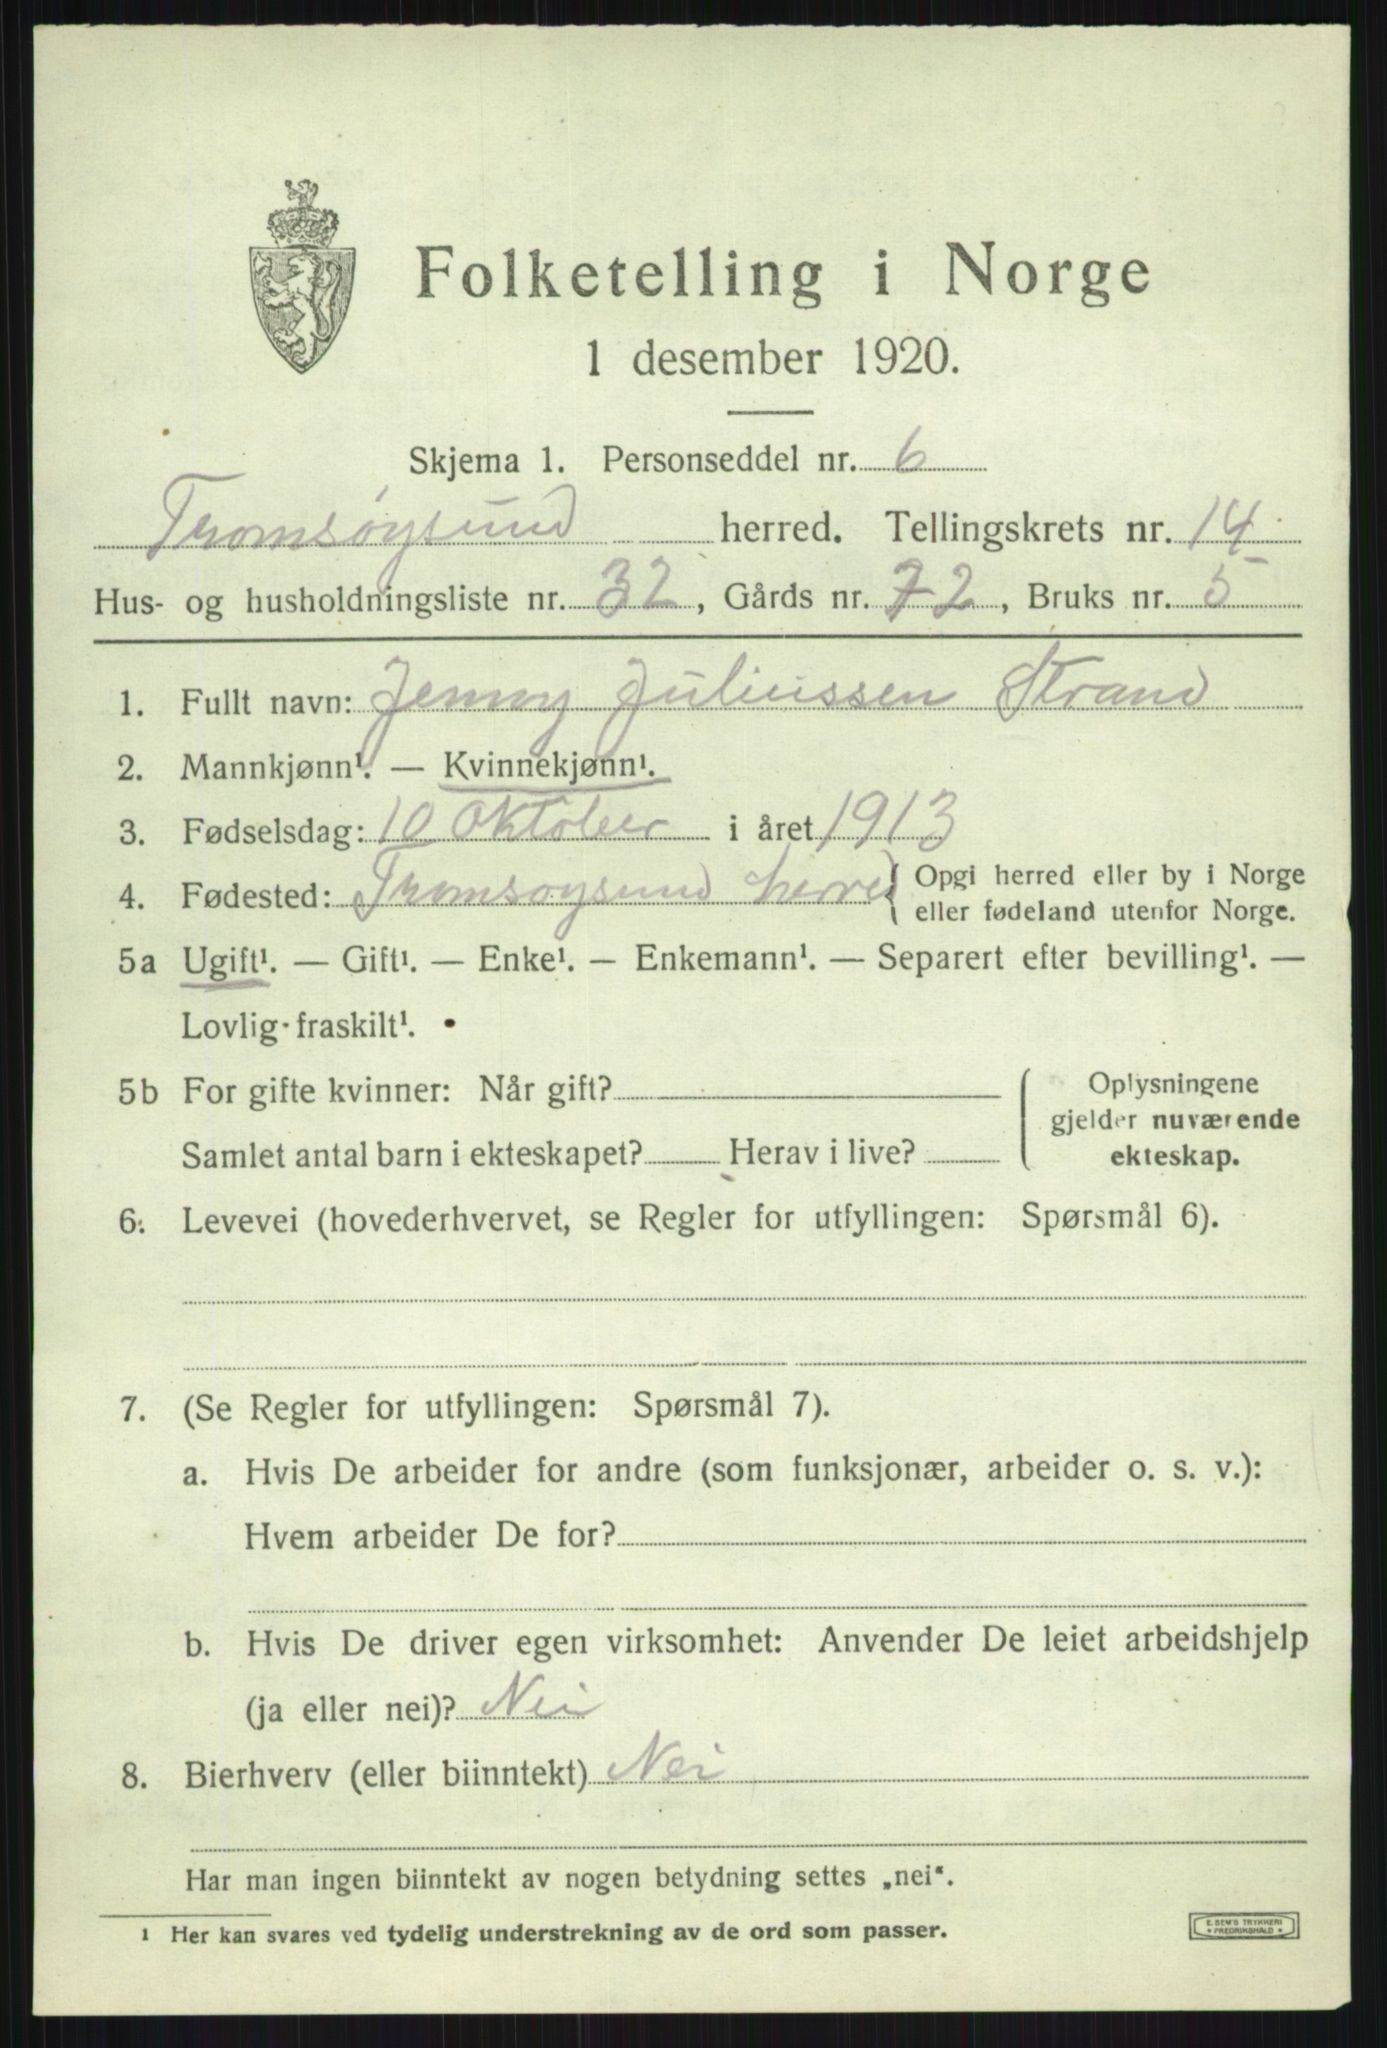 Folketelling i Norge
1 desember 1920.
Skjema 1. Personseddel nr. 6
Tromsøysund herred. Tellingskrets nr. 14
Hus- og husholdningsliste nr. 32, Gårds nr. 72, Bruks nr. 5
1. Fullt navn: Jenny Juliussen Strand
2. Mannkjønn¹. — Kvinnekjønn¹.
3. Fødselsdag: 10 Oktober i året 1913
4. Fødested: Tromsøysund herred { Opgi herred eller by i Norge
eller fødeland utenfor Norge.
5a Ugift¹. — Gift¹. — Enke¹. — Enkemann¹. — Separert efter bevilling¹. —
Lovlig fraskilt¹.
5b For gifte kvinner: Når gift?
Samlet antal barn i ekteskapet? Herav i live?
Oplysningene
gjelder nuværende
ekteskap.
6. Levevei (hovederhvervet, se Regler for utfyllingen: Spørsmål 6).
7. (Se Regler for utfyllingen: Spørsmål 7).
a. Hvis De arbeider for andre (som funksjonær, arbeider o. s. v.):
Hvem arbeider De for?
b. Hvis De driver egen virksomhet: Anvender De leiet arbeidshjelp
(ja eller nei)? Nei
8. Bierhverv (eller biinntekt) Nei
Har man ingen biinntekt av nogen betydning settes „nei“.
¹ Her kan svares ved tydelig understrekning av de ord som passer.
E. SEM'S TRYKKERI
FREDRIKSHALD